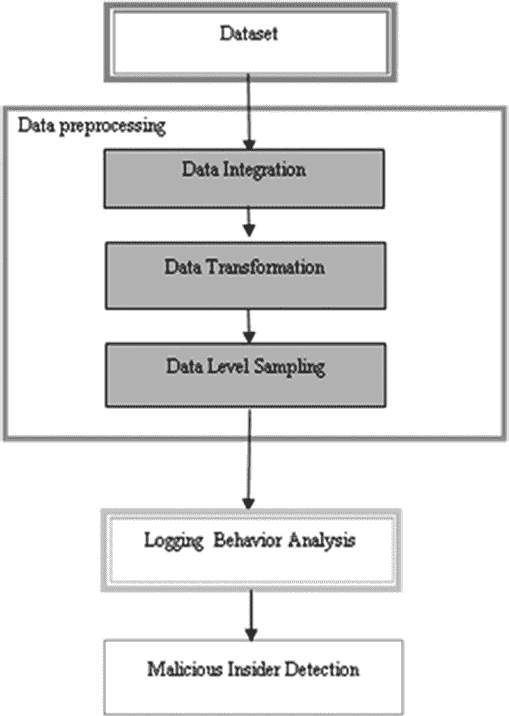 Dataset
Data preprocessing
Data Integration
Data Transformation
Data Level Sampling
Logging Behavior Analysis
Malicious Insider Detection